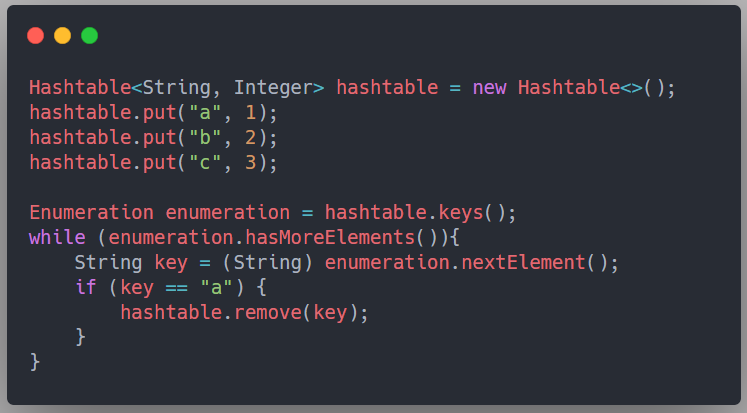 Hashtable<String, Integer> hashtable = new Hashtable<>();
hashtable.put("a", 1);
hashtable.put("b", 2);
hashtable.put("c", 3);

Enumeration enumeration = hashtable.keys();
while (enumeration.hasMoreElements()){
    String key = (String) enumeration.nextElement();
    if (key == "a") {
        hashtable.remove(key);
    }
}